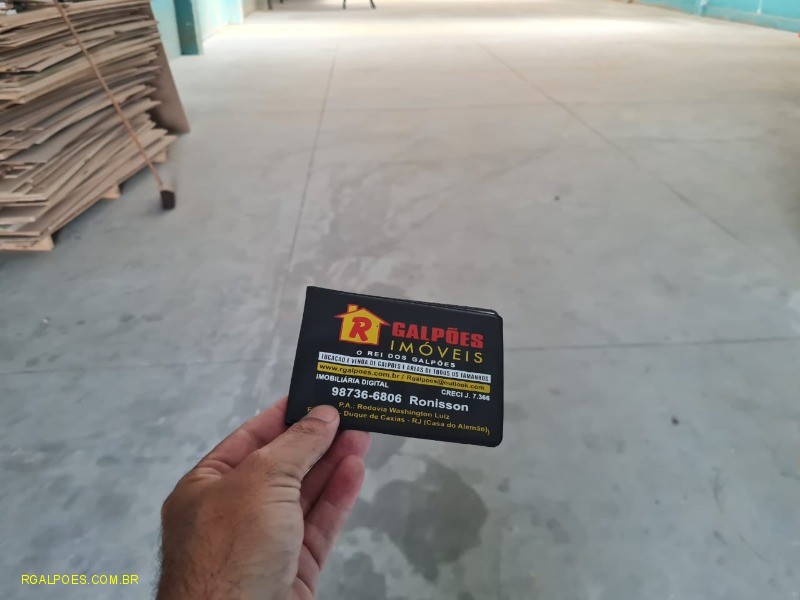 R GALPÕES
IMÓVEIS
O REI DOS GALPÕES
LOCAÇÃO E VENDA DE GALPÕES E ÁREAS DE TODOS OS TAMANHOS
www.rgalpoes.com.br / Rgalpoes@outlook.com
IMOBILIÁRIA DIGITAL CRECI J. 7.366
98736-6806 Ronisson
P.A.: Rodovia Washington Luiz
Duque de Caxias - RJ (Casa do Alemão)
RGALPOES.COM.BR